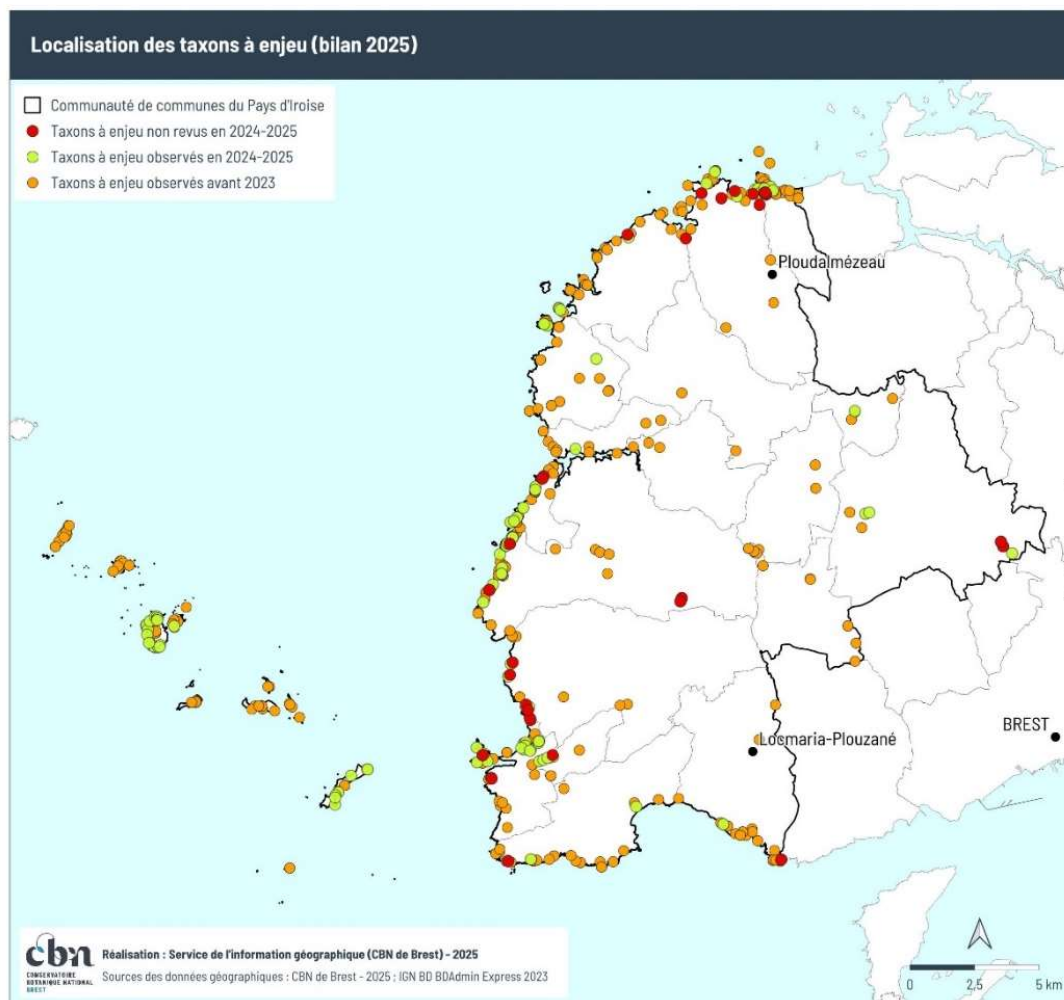 Localisation des taxons à enjeu (bilan 2025)
Communauté de communes du Pays d'Iroise
Taxons à enjeu non revus en 2024-2025
Taxons à enjeu observés en 2024-2025
Taxons à enjeu observés avant 2023
Ploudalmézeau
BREST
Locmaria-Plouzané
cbn
CONSERVATOIRE
BOTANIQUE NATIONAL
BREST
Réalisation : Service de l'information géographique (CBN de Brest) - 2025
Sources des données géographiques : CBN de Brest - 2025 ; IGN BD BDAdmin Express 2023
0 2,5 5 km